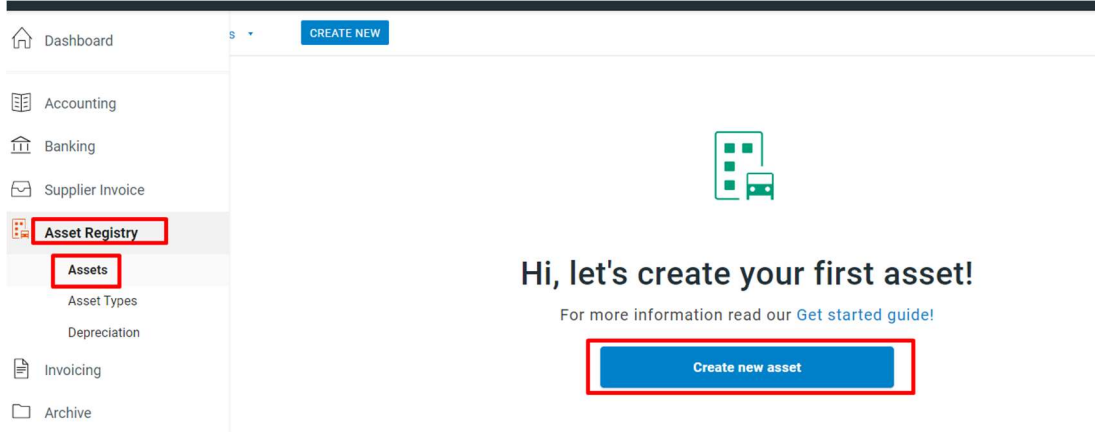 Dashboard
s
CREATE NEW
Accounting
Banking
Supplier Invoice
Asset Registry
Assets
Asset Types
Depreciation
Invoicing
Archive
Hi, let's create your first asset!
For more information read our Get started guide!
Create new asset